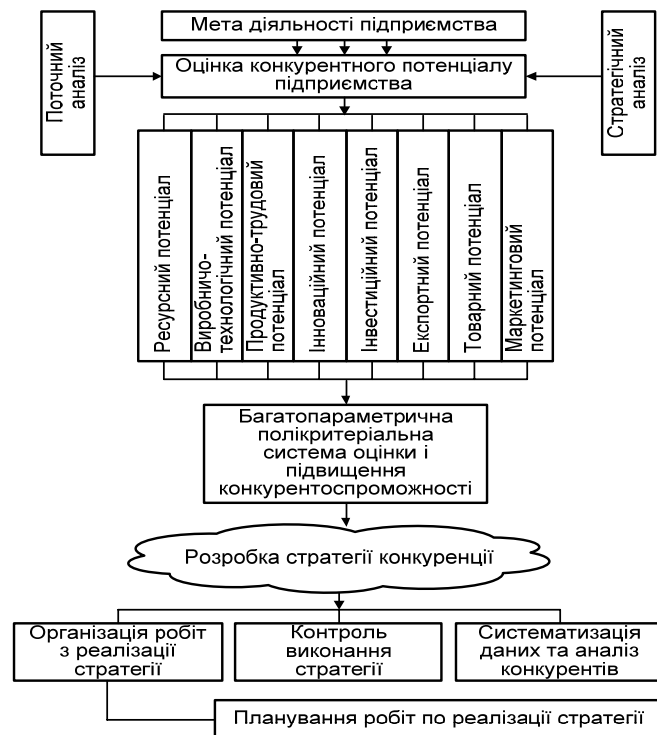 Мета діяльності підприємства
Поточний
аналіз
Оцінка конкурентного потенціалу
підприємства
Стратегічний
аналіз
Ресурсний потенціал
Виробничо-
технологічний потенціал
Продуктивно-трудовий
потенціал
Інноваційний потенціал
Інвестиційний потенціал
Експортний потенціал
Товарний потенціал
Маркетинговий
потенціал
Багатопараметрична
полікритеріальна
система оцінки і
підвищення
конкурентоспроможності
Розробка стратегії конкуренції
Організація робіт
з реалізації
стратегії
Контроль
виконання
стратегії
Систематизація
даних та аналіз
конкурентів
Планування робіт по реалізації стратегії